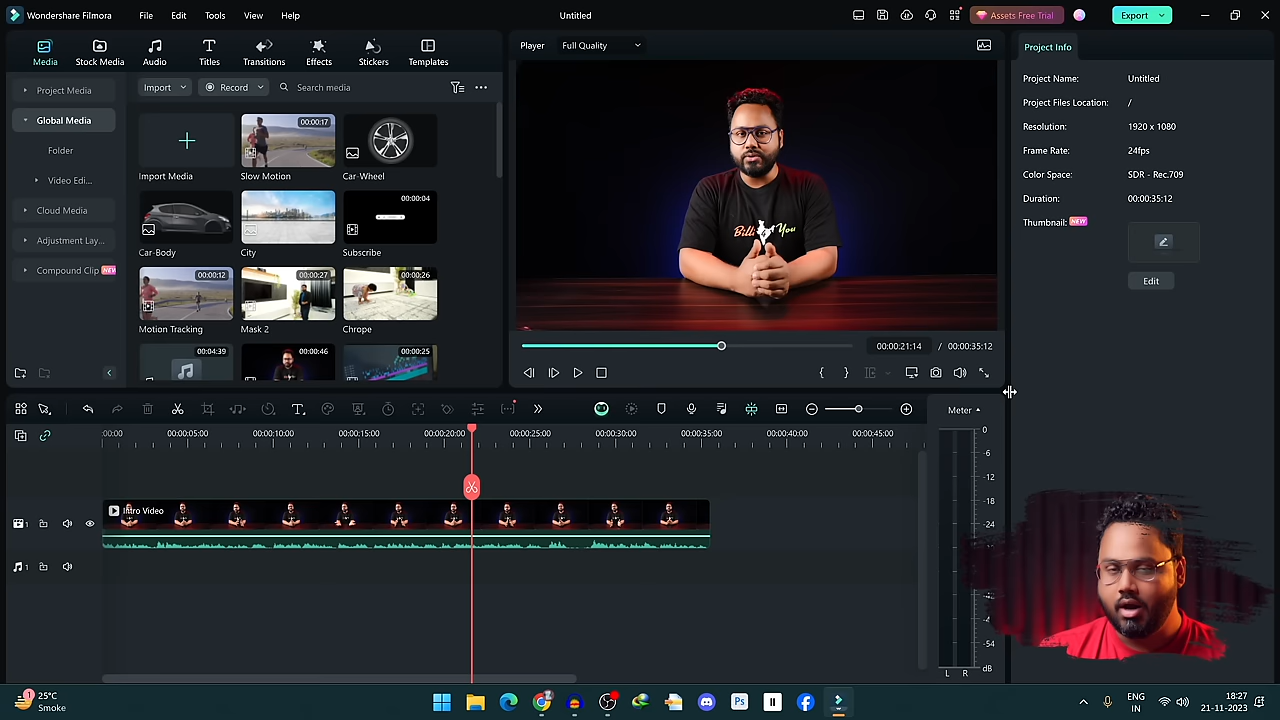 Wondershare Filmora
File Edit Tools View Help
Untitled
Assets Free Trial
Export
Media
Stock Media
Audio
Titles
Transitions
Effects
Stickers
Templates
Project Media
Global Media
Cloud Media
Adjustment Lay...
Compound Clip NEW
Import
Record
Search media
Import Media
00:00:17
Slow Motion
Car-Wheel
Car-Body
City
00:00:04
Subscribe
00:00:12
Motion Tracking
00:00:27
Mask 2
00:00:26
Chrope
00:04:39
00:00:46
00:00:25
Player
Full Quality
You
00:00:21:14 / 00:00:35:12
Project Info
Project Name: Untitled
Project Files Location: /
Resolution: 1920 x 1080
Frame Rate: 24fps
Color Space: SDR - Rec.709
Duration: 00:00:35:12
Thumbnail: NEW
Edit
Meter
:00:00
00:00:05:00
00:00:10:00
00:00:15:00
00:00:20:00
00:00:25:00
00:00:30:00
00:00:35:00
00:00:40:00
00:00:45:00
Intro Video
1
1
0
-6
-12
-18
-24
-54
dB
L R
1
25°C
Smoke
Ps
ENG
IN
18:27
21-11-2023